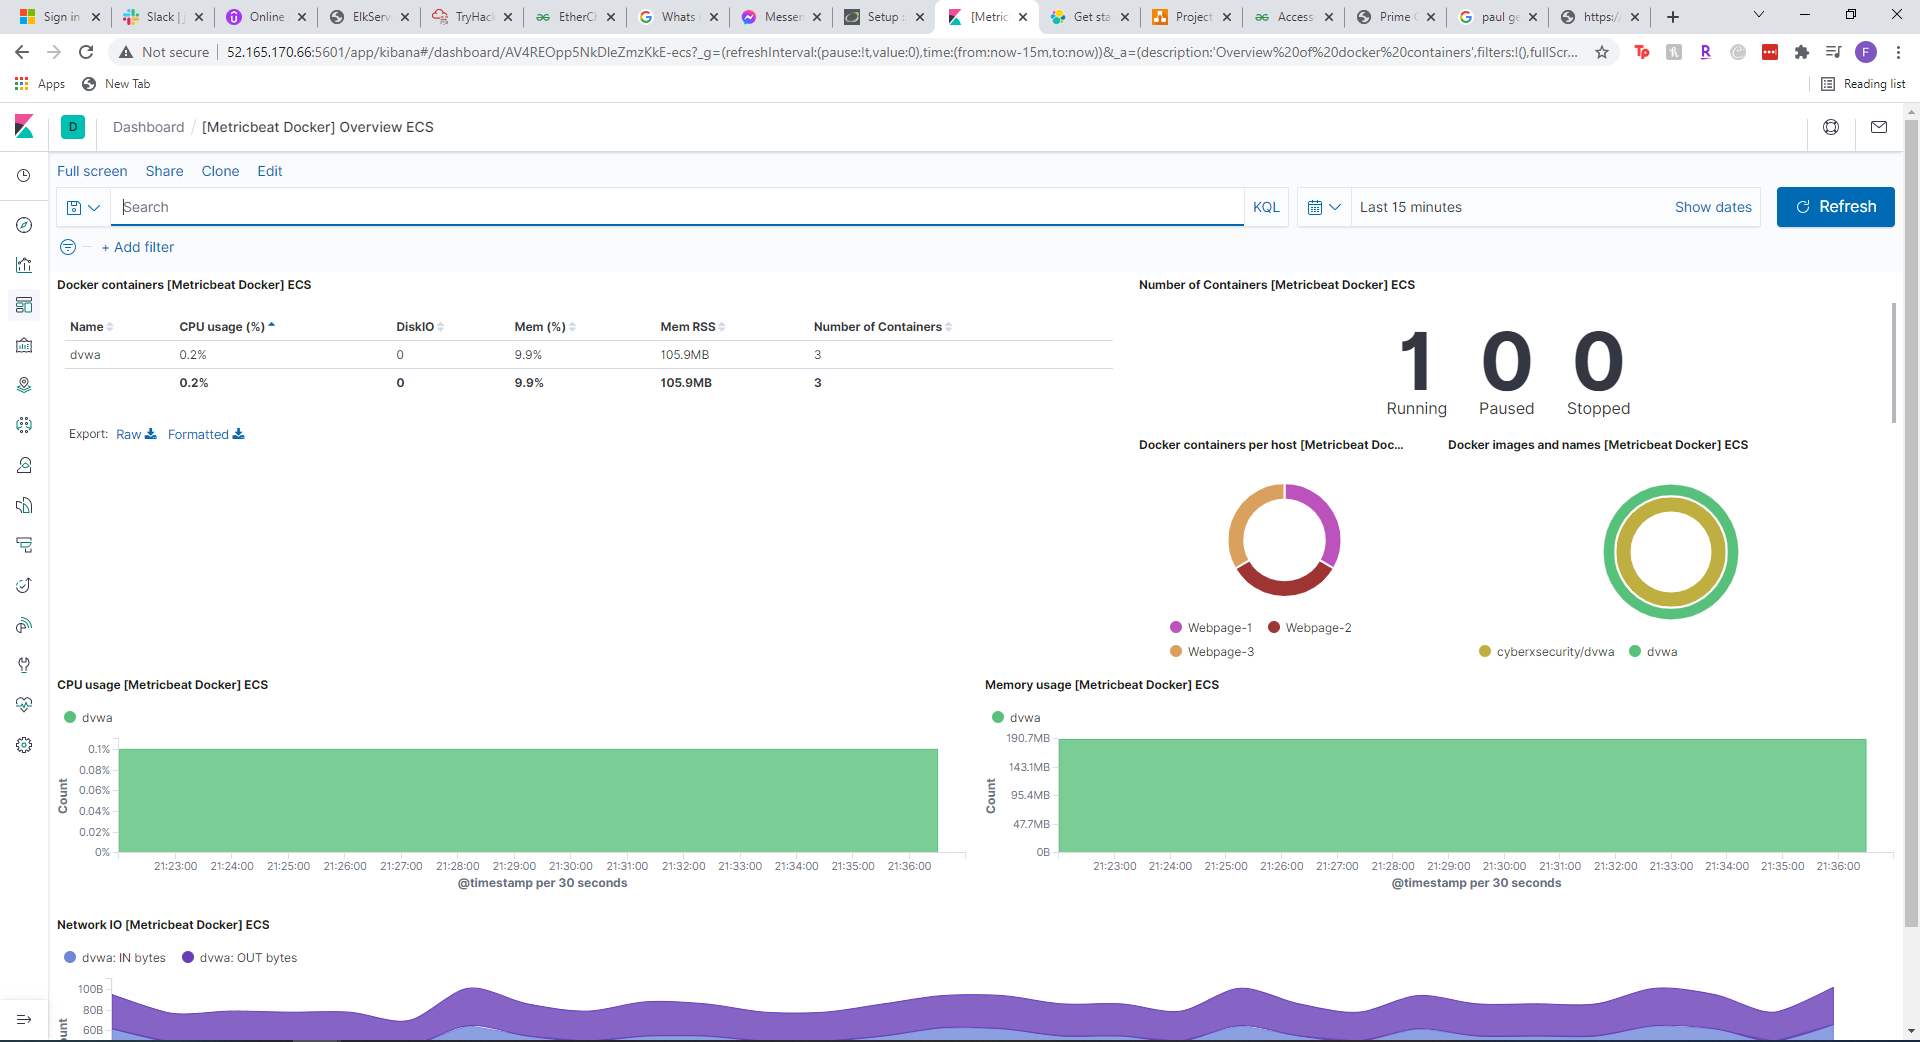 Sign in
Slack | j
Online
ElkServ
TryHac
EtherC
Whats
Messen
Setup
[Metric
Get sta
Project
Access
Prime
paul ge
https:/
Not secure
52.165.170.66:5601/app/kibana#/dashboard/AV4REOpp5NkDleZmzKkE-ecs?_g=(refreshInterval:(pause:!t,value:0),time:(from:now-15m,to:now))&_a=(description:'Overview%20of%20docker%20containers',filters:!(),fullScr...
F
Apps
New Tab
Reading list
D
Dashboard / [Metricbeat Docker] Overview ECS
Full screen Share Clone Edit
Search
KQL
Last 15 minutes
Show dates
Refresh
+ Add filter
Docker containers [Metricbeat Docker] ECS
Name CPU usage (%) DiskIO Mem (%) Mem RSS Number of Containers
dvwa 0.2% 0 9.9% 105.9MB 3
0.2% 0 9.9% 105.9MB 3
Export: Raw Formatted
Number of Containers [Metricbeat Docker] ECS
1 0 0
Running Paused Stopped
Docker containers per host [Metricbeat Doc...
Webpage-1 Webpage-2
Webpage-3
Docker images and names [Metricbeat Docker] ECS
cyberxsecurity/dvwa dvwa
CPU usage [Metricbeat Docker] ECS
dvwa
0.1%
0.08%
0.06%
0.04%
0.02%
0%
Count
21:23:00 21:24:00 21:25:00 21:26:00 21:27:00 21:28:00 21:29:00 21:30:00 21:31:00 21:32:00 21:33:00 21:34:00 21:35:00 21:36:00
@timestamp per 30 seconds
Memory usage [Metricbeat Docker] ECS
dvwa
190.7MB
143.1MB
95.4MB
47.7MB
0B
Count
21:23:00 21:24:00 21:25:00 21:26:00 21:27:00 21:28:00 21:29:00 21:30:00 21:31:00 21:32:00 21:33:00 21:34:00 21:35:00 21:36:00
@timestamp per 30 seconds
Network IO [Metricbeat Docker] ECS
dvwa: IN bytes dvwa: OUT bytes
100B
80B
60B